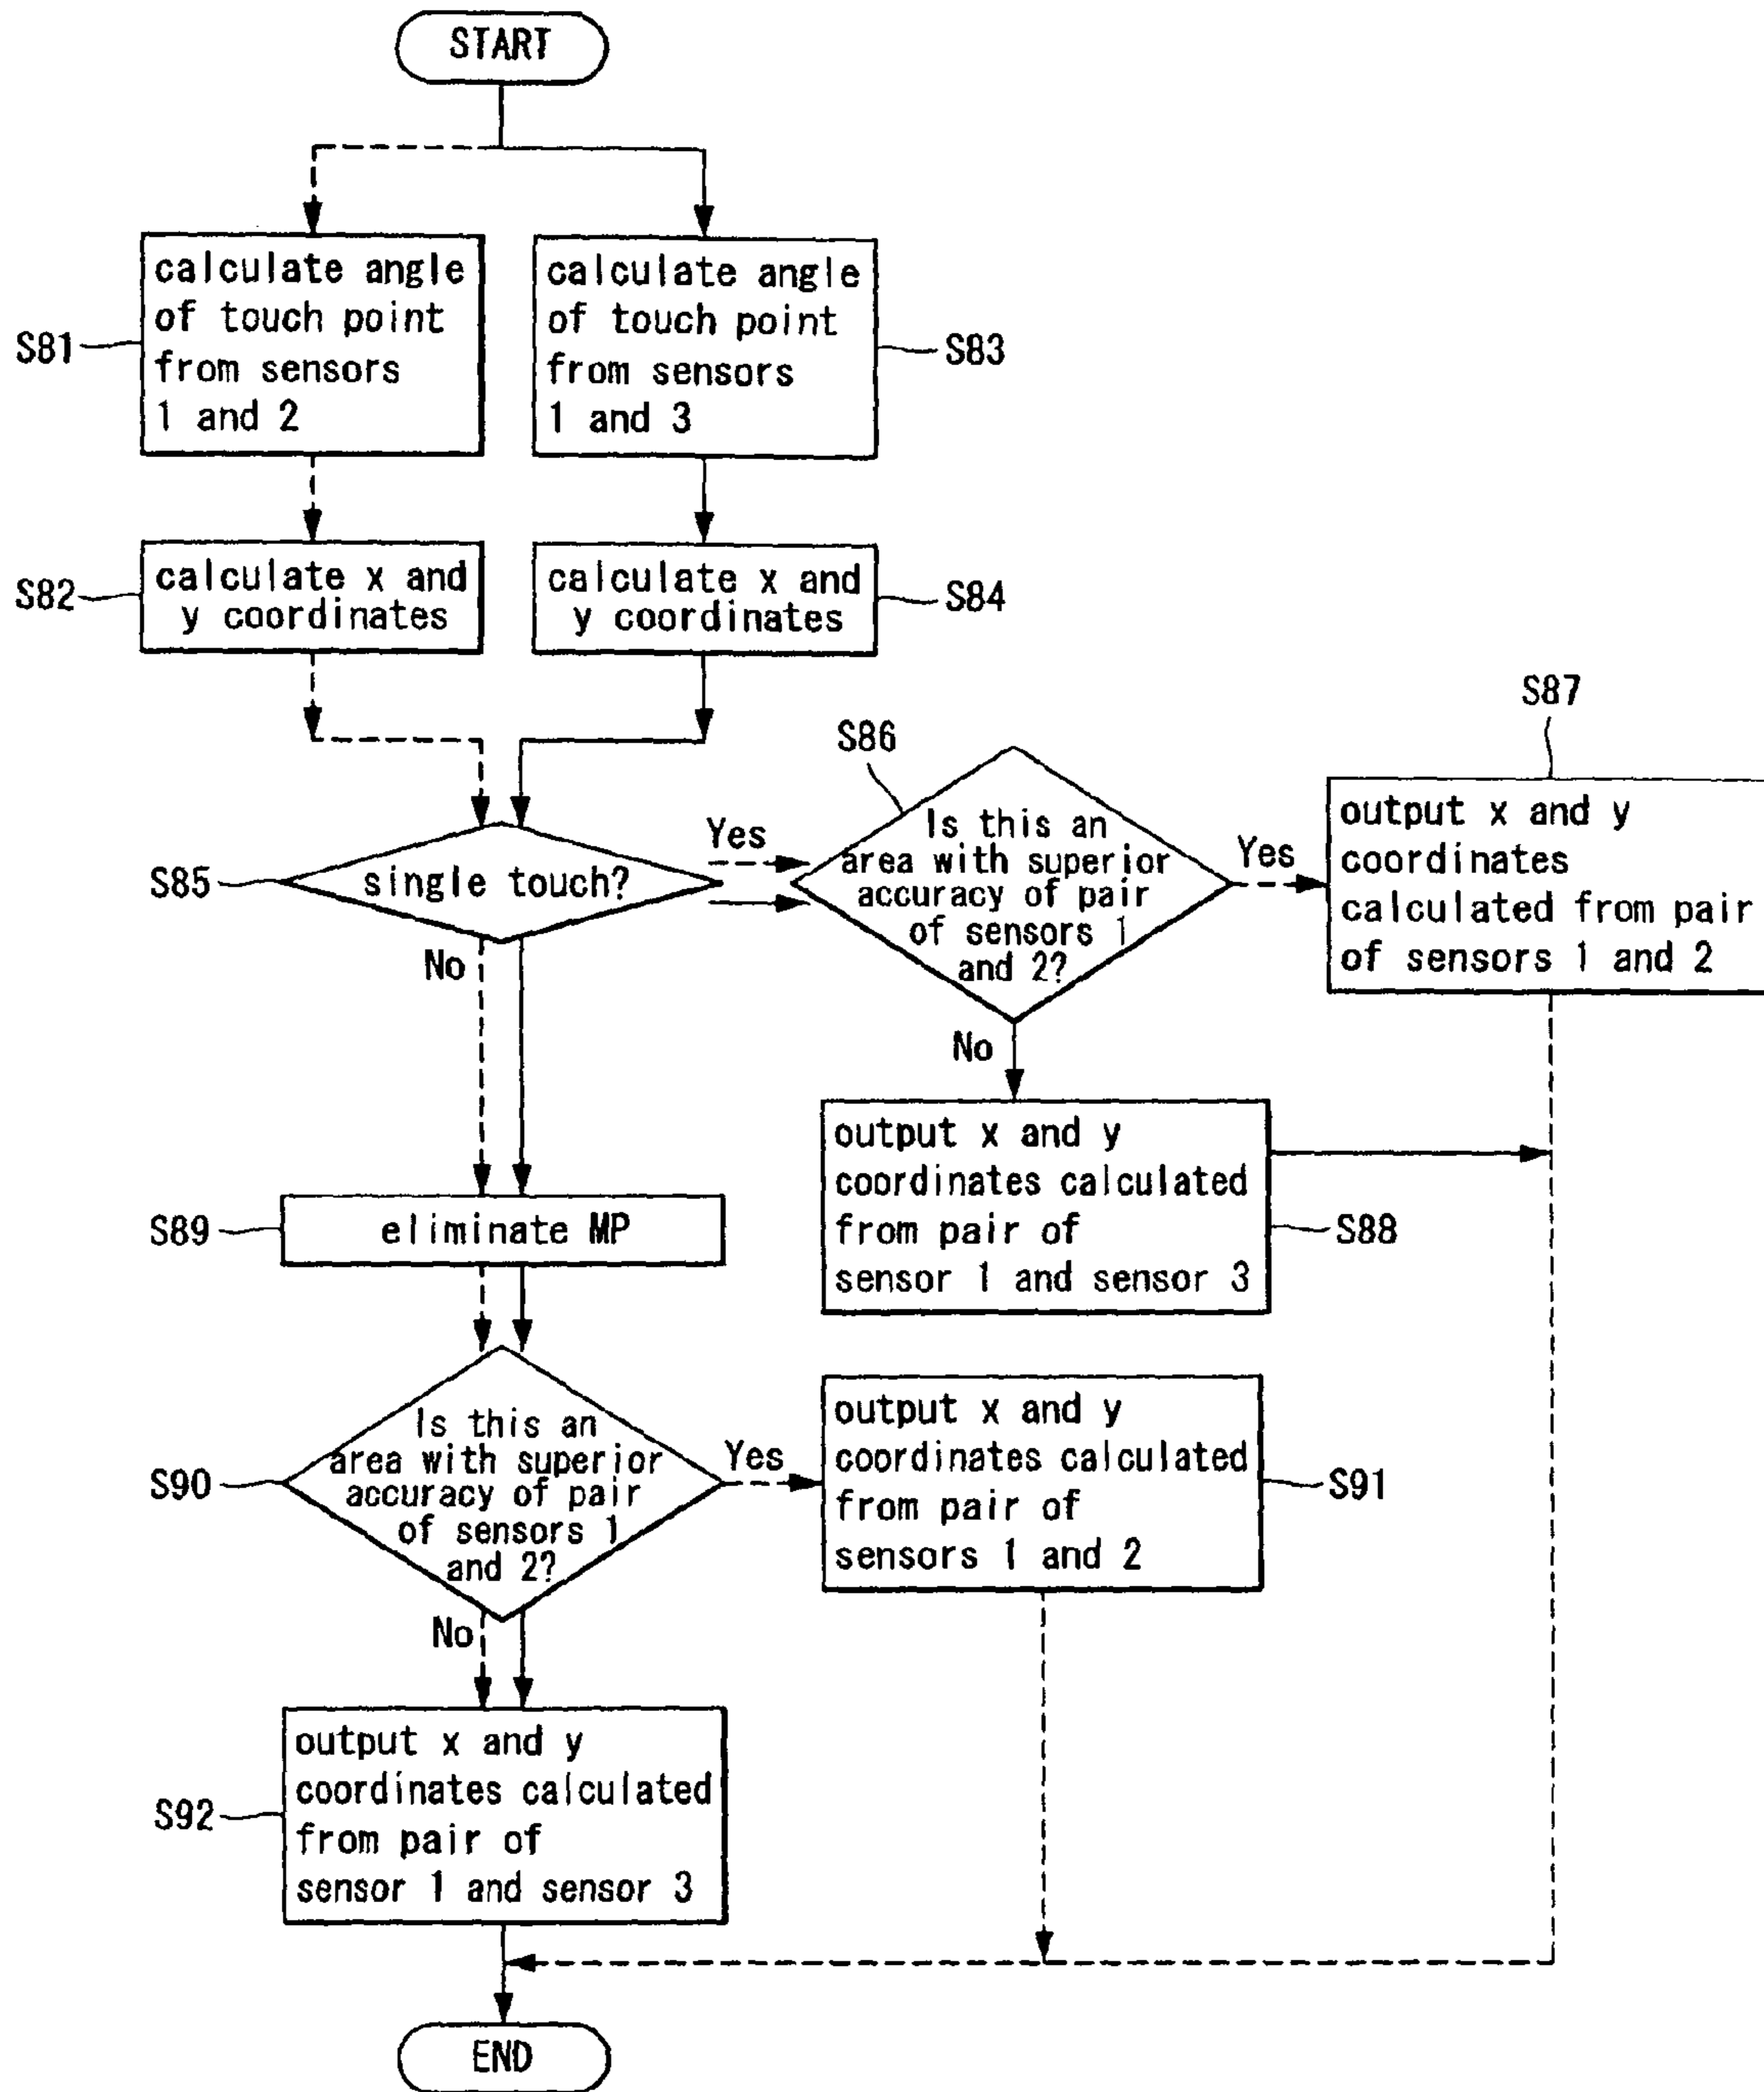 START
calculate angle
of touch point
from sensors
1 and 2
S81
calculate angle
of touch point
from sensors
1 and 3
S83
S82
calculate x and
y coordinates
calculate x and
y coordinates
S84
S85
single touch?
Yes
No
S86
Is this an
area with superior
accuracy of pair
of sensors 1
and 2?
Yes
No
S87
output x and y
coordinates
calculated from pair
of sensors 1 and 2
output x and y
coordinates calculated
from pair of
sensor 1 and sensor 3
S88
S89
eliminate MP
S90
Is this an
area with superior
accuracy of pair
of sensors 1
and 2?
Yes
No
output x and y
coordinates calculated
from pair of
sensors 1 and 2
S91
S92
output x and y
coordinates calculated
from pair of
sensor 1 and sensor 3
END